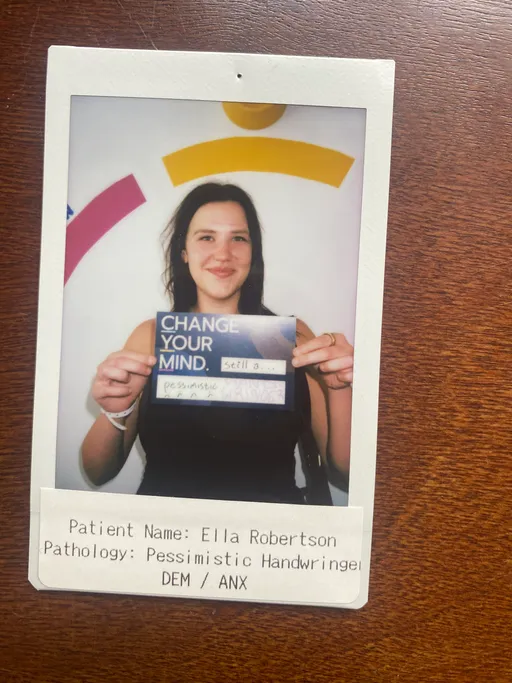 CHANGE
YOUR
MIND.
still a...
pessimistic
Patient Name: Ella Robertson
Pathology: Pessimistic Handwringer
DEM / ANX